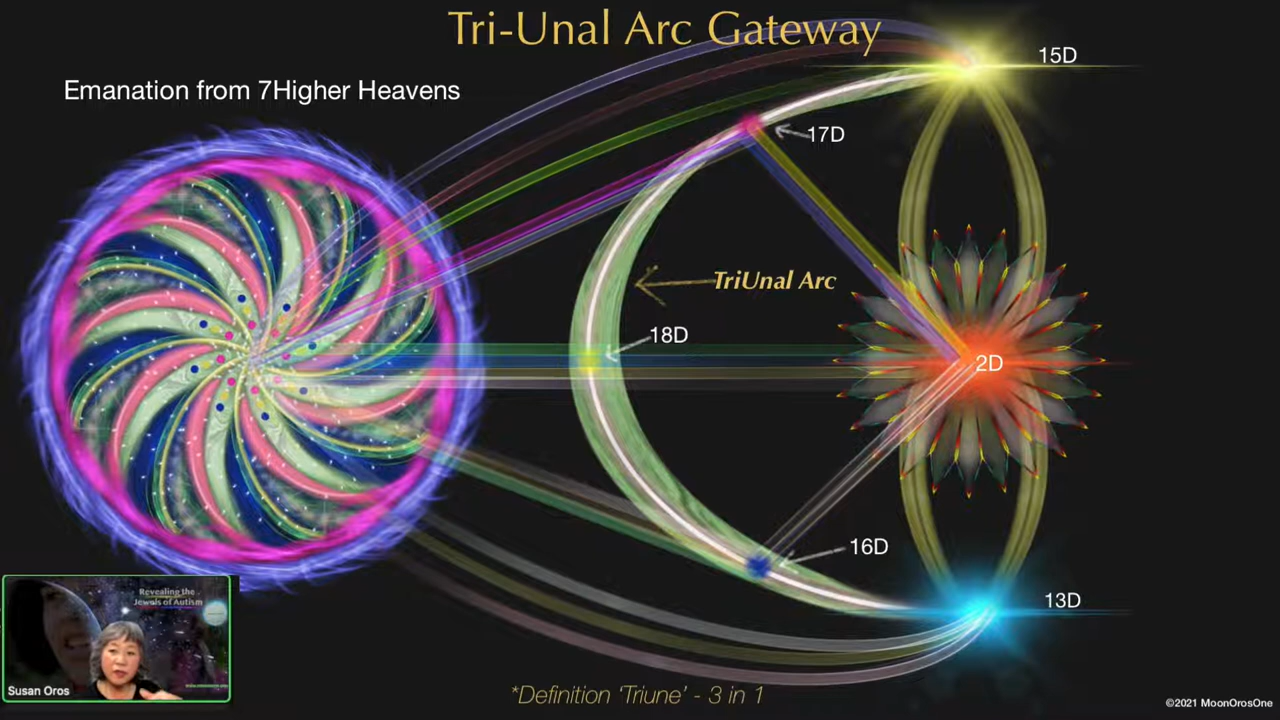 Tri-Unal Arc Gateway
15D
Emanation from 7Higher Heavens
17D
TriUnal Arc
18D
2D
16D
Revealing the
Jewels of Autism
13D
Susan Oros
*Definition 'Triune' - 3 in 1
©2021 MoonOrosOne